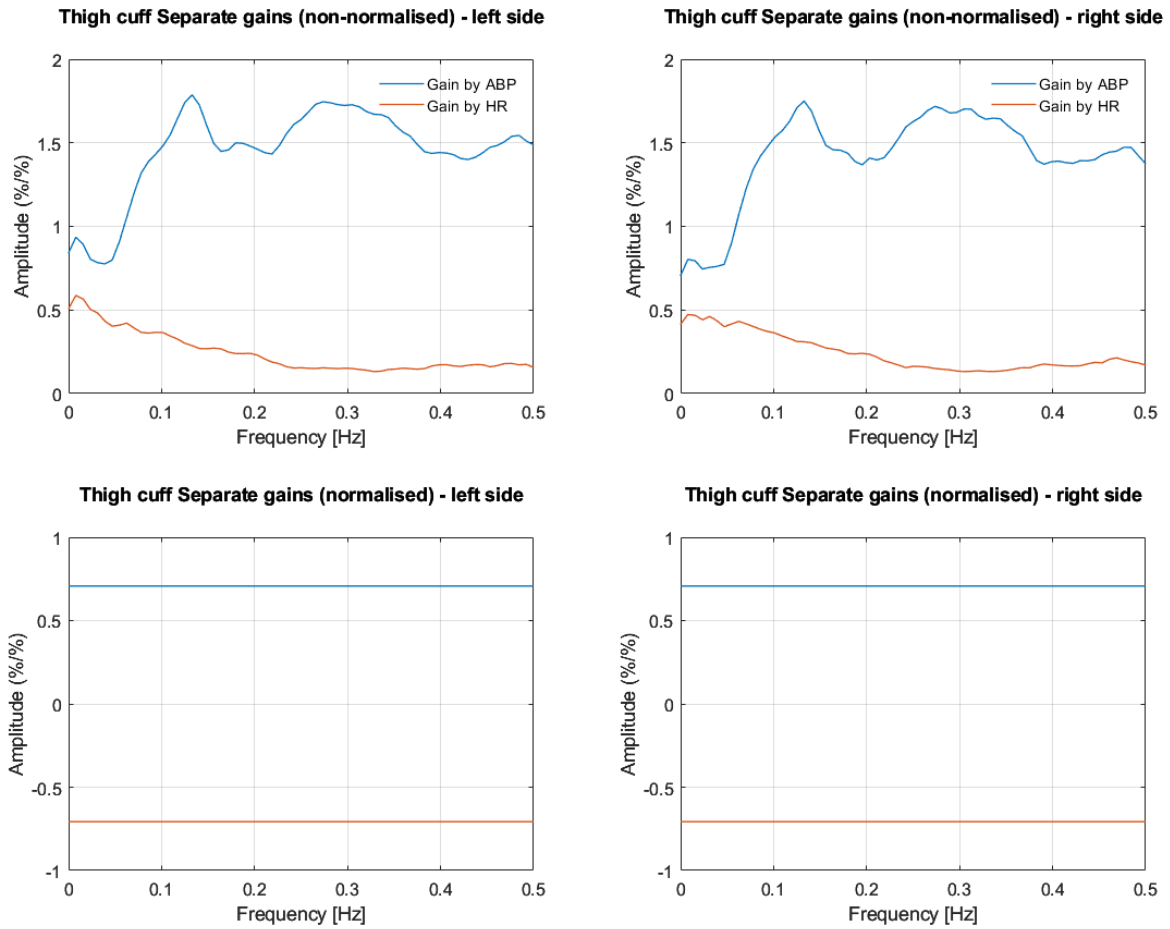 Thigh cuff Separate gains (non-normalised) - left side
2
1.5
1
0.5
0
Amplitude (%/%)
Gain by ABP
Gain by HR
0 0.1 0.2 0.3 0.4 0.5
Frequency [Hz]
Thigh cuff Separate gains (non-normalised) - right side
2
1.5
1
0.5
0
Amplitude (%/%)
Gain by ABP
Gain by HR
0 0.1 0.2 0.3 0.4 0.5
Frequency [Hz]
Thigh cuff Separate gains (normalised) - left side
1
0.5
0
-0.5
-1
Amplitude (%/%)
0 0.1 0.2 0.3 0.4 0.5
Frequency [Hz]
Thigh cuff Separate gains (normalised) - right side
1
0.5
0
-0.5
-1
Amplitude (%/%)
0 0.1 0.2 0.3 0.4 0.5
Frequency [Hz]